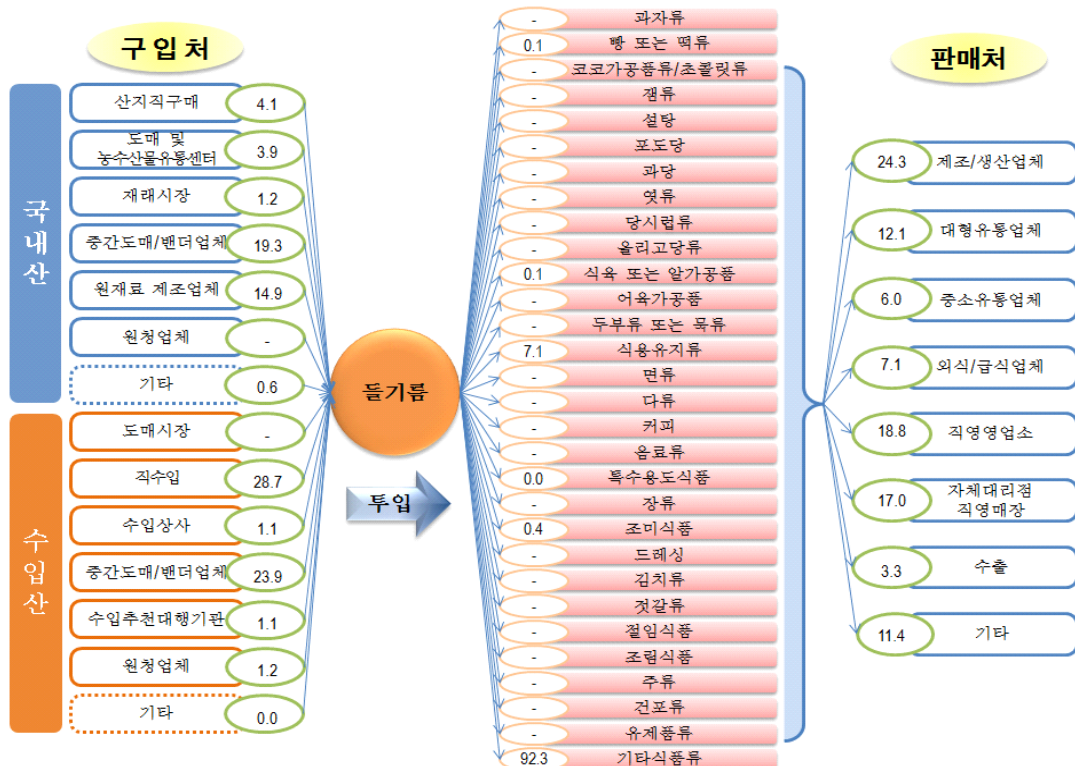 구입처
국내산
산지직구매
4.1
도매 및
농수산물유통센터
3.9
재래시장
1.2
중간도매/밴더업체
19.3
원재료 제조업체
14.9
원청업체
-
기타
0.6
수입산
도매시장
-
직수입
28.7
수입상사
1.1
중간도매/밴더업체
23.9
수입추천대행기관
1.1
원청업체
1.2
기타
0.0
들기름
투입
- 과자류
0.1 빵 또는 떡류
- 코코가공품류/초콜릿류
- 잼류
- 설탕
- 포도당
- 과당
- 엿류
- 당시럽류
- 올리고당류
0.1 식육 또는 알가공품
- 어육가공품
- 두부류 또는 묵류
7.1 식용유지류
- 면류
- 다류
- 커피
- 음료류
0.0 특수용도식품
- 장류
0.4 조미식품
- 드레싱
- 김치류
- 젓갈류
- 절임식품
- 조림식품
- 주류
- 건포류
- 유제품류
92.3 기타식품류
판매처
24.3 제조/생산업체
12.1 대형유통업체
6.0 중소유통업체
7.1 외식/급식업체
18.8 직영영업소
17.0 자체대리점
직영매장
3.3 수출
11.4 기타